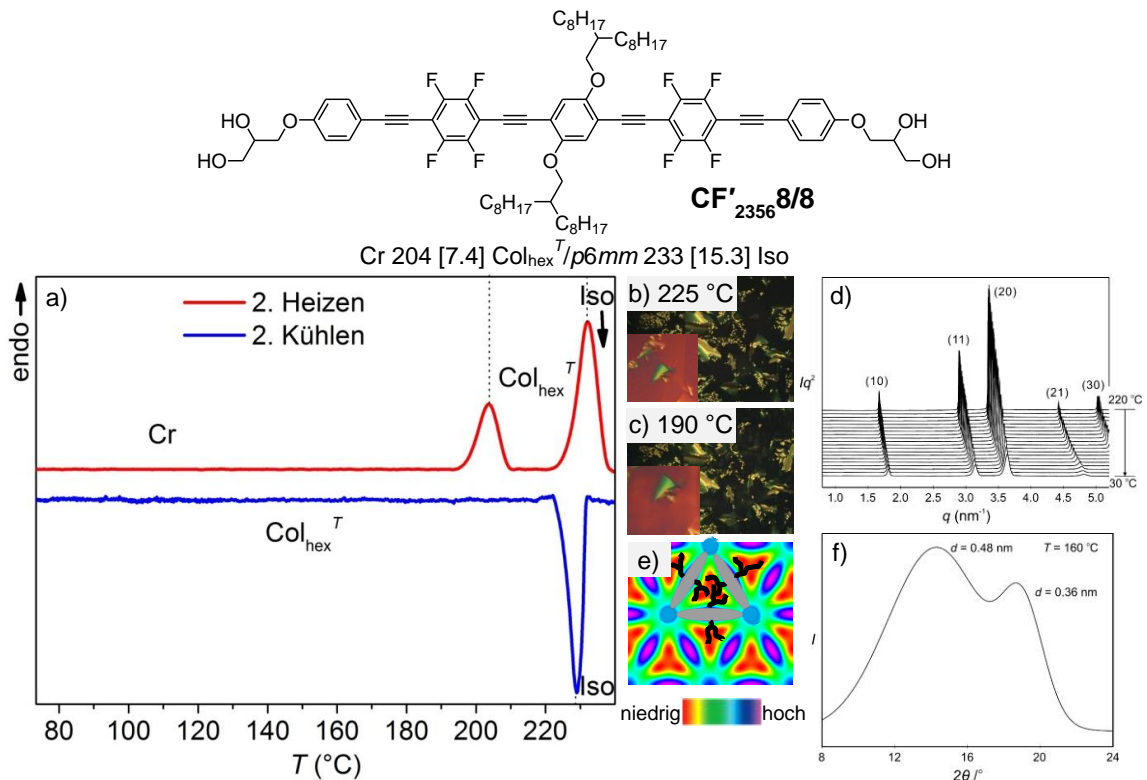 C₈H₁₇
C₈H₁₇
O
F F F F
HO O O OH
HO F F F F OH
O
C₈H₁₇
C₈H₁₇
CF'₂₃₅₆8/8
Cr 204 [7.4] Colₕₑₓᵀ/p6mm 233 [15.3] Iso
a)
endo
2. Heizen
2. Kühlen
Iso
Colₕₑₓᵀ
Cr
Colₕₑₓᵀ
Iso
80 100 120 140 160 180 200 220
T (°C)
b) 225 °C
c) 190 °C
e)
niedrig hoch
d)
(20)
(11)
(10)
(21)
(30)
Iq²
220 °C
30 °C
1.0 1.5 2.0 2.5 3.0 3.5 4.0 4.5 5.0
q (nm⁻¹)
f)
d = 0.48 nm T = 160 °C
d = 0.36 nm
I
8 12 16 20 24
2θ /°